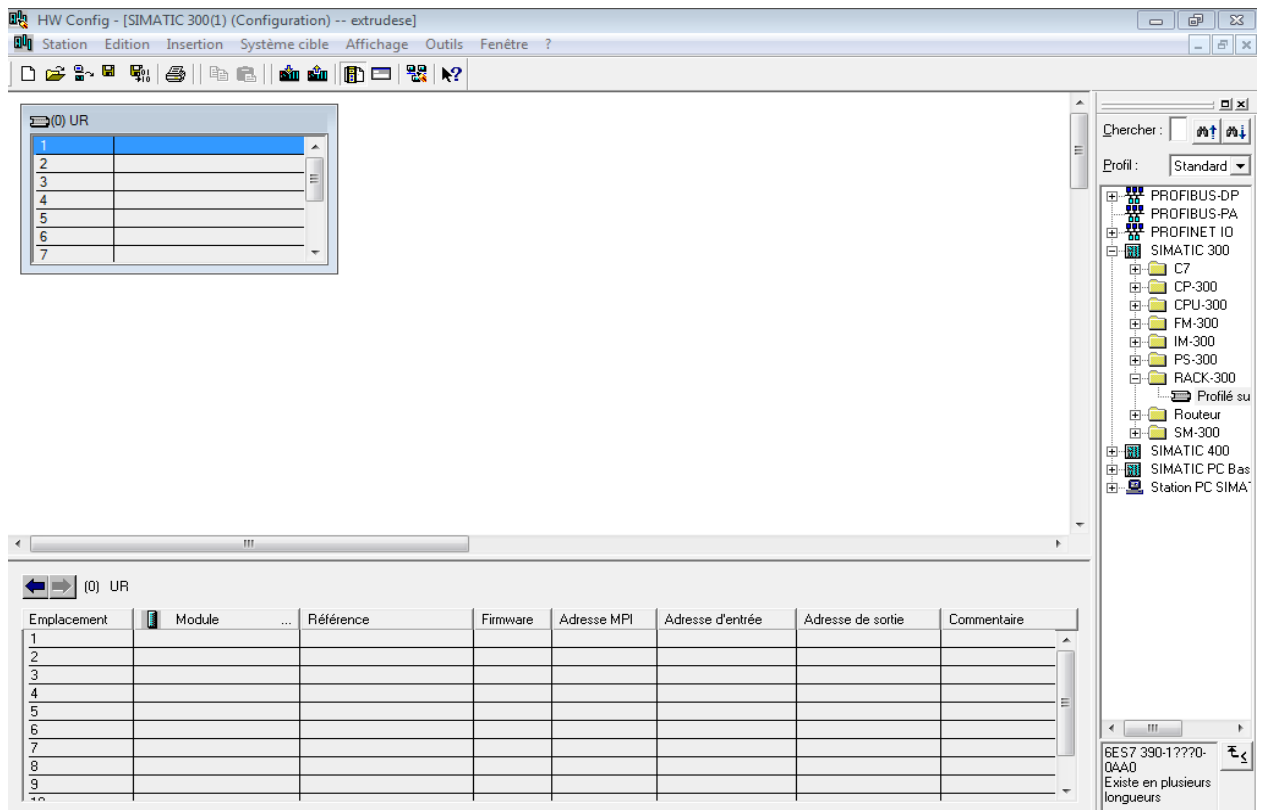 HW Config - [SIMATIC 300(1) (Configuration) -- extrudese]
Station Edition Insertion Système cible Affichage Outils Fenêtre ?
(0) UR
1
2
3
4
5
6
7
Chercher :
Profil : Standard
PROFIBUS-DP
PROFIBUS-PA
PROFINET IO
SIMATIC 300
C7
CP-300
CPU-300
FM-300
IM-300
PS-300
RACK-300
Profilé su
Routeur
SM-300
SIMATIC 400
SIMATIC PC Bas
Station PC SIMA
(0) UR
Emplacement Module ... Référence Firmware Adresse MPI Adresse d'entrée Adresse de sortie Commentaire
1
2
3
4
5
6
7
8
9
10
6ES7 390-1???0-
0AA0
Existe en plusieurs
longueurs